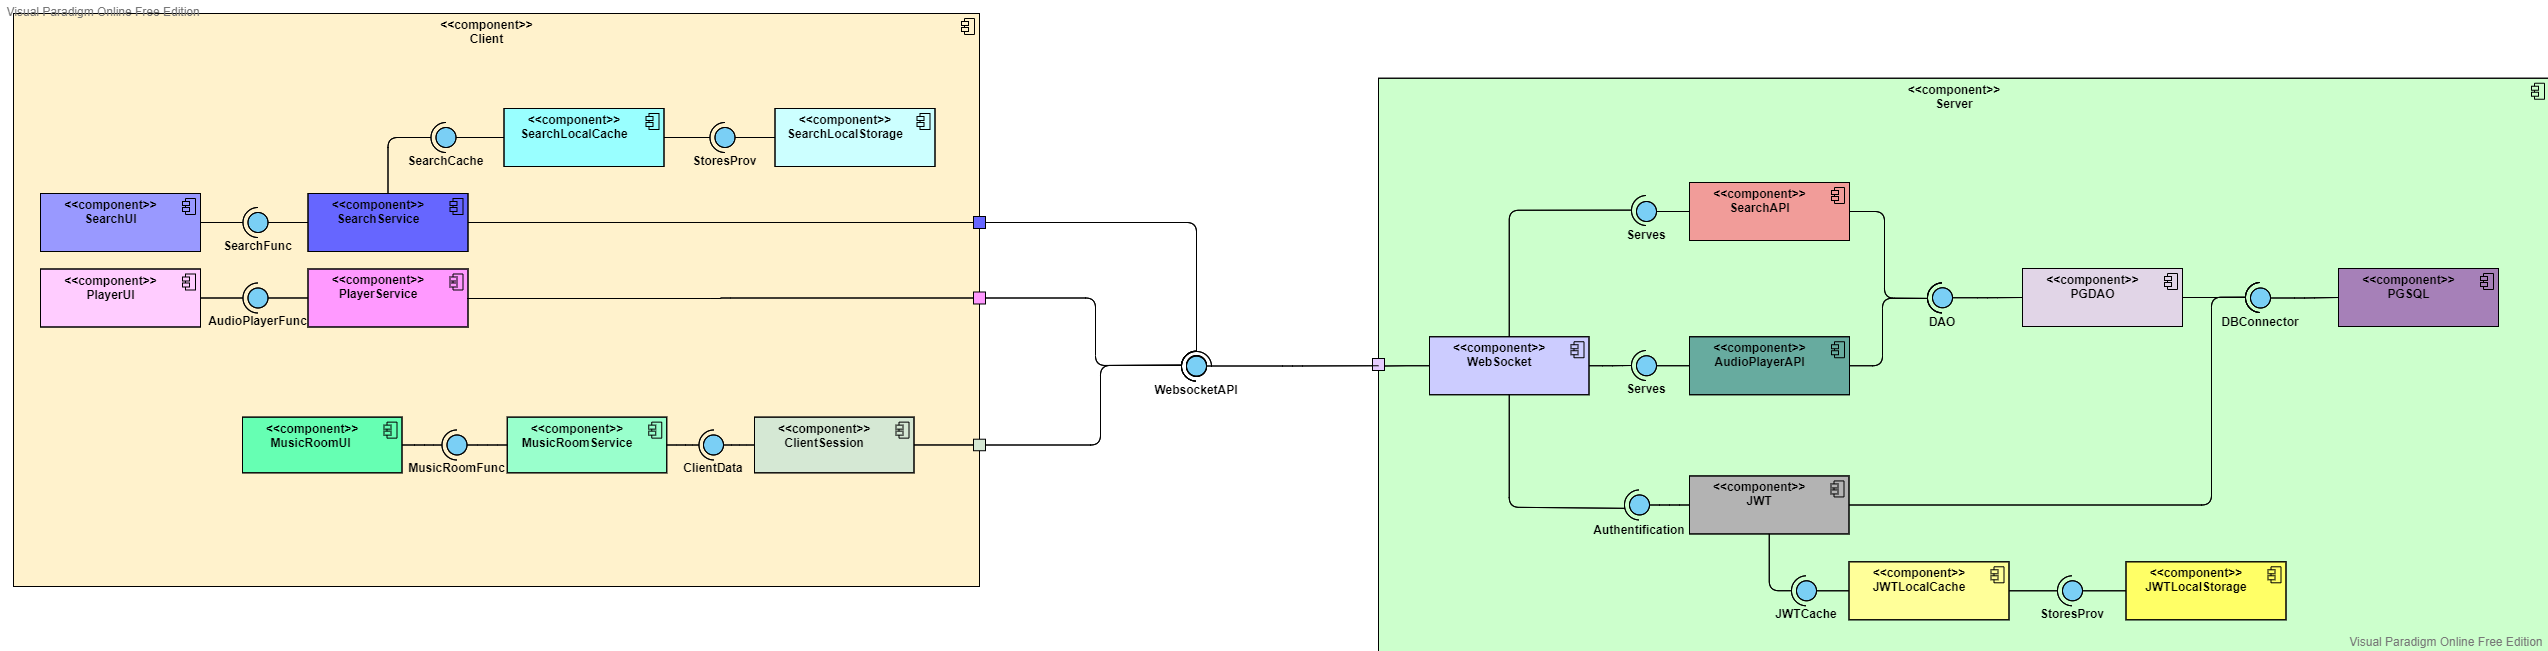 Visual Paradigm Online Free Edition
<<component>>
Client
<<component>>
SearchLocalCache
<<component>>
SearchLocalStorage
SearchCache
StoresProv
<<component>>
SearchUI
<<component>>
SearchService
SearchFunc
<<component>>
PlayerUI
<<component>>
PlayerService
AudioPlayerFunc
<<component>>
MusicRoomUI
<<component>>
MusicRoomService
<<component>>
ClientSession
MusicRoomFunc
ClientData
WebsocketAPI
<<component>>
Server
<<component>>
SearchAPI
Serves
<<component>>
PGDAO
<<component>>
PGSQL
DAO
DBConnector
<<component>>
WebSocket
<<component>>
AudioPlayerAPI
Serves
<<component>>
JWT
Authentification
<<component>>
JWTLocalCache
<<component>>
JWTLocalStorage
JWTCache
StoresProv
Visual Paradigm Online Free Edition